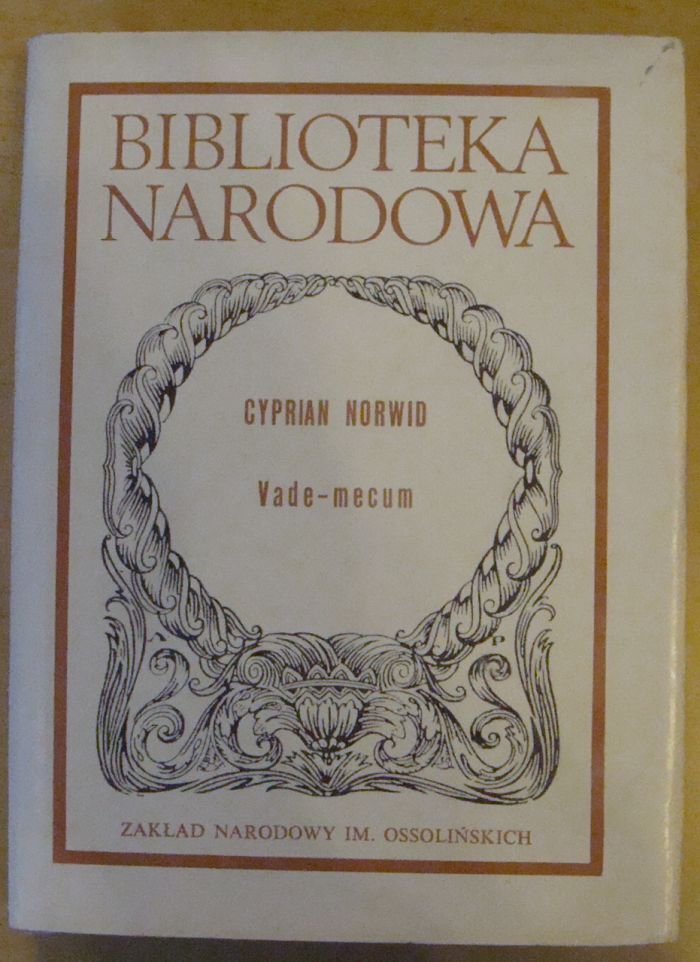 BIBLIOTEKA
NARODOWA
CYPRIAN NORWID
Vade-mecum
A P
ZAKŁAD NARODOWY IM. OSSOLIŃSKICH